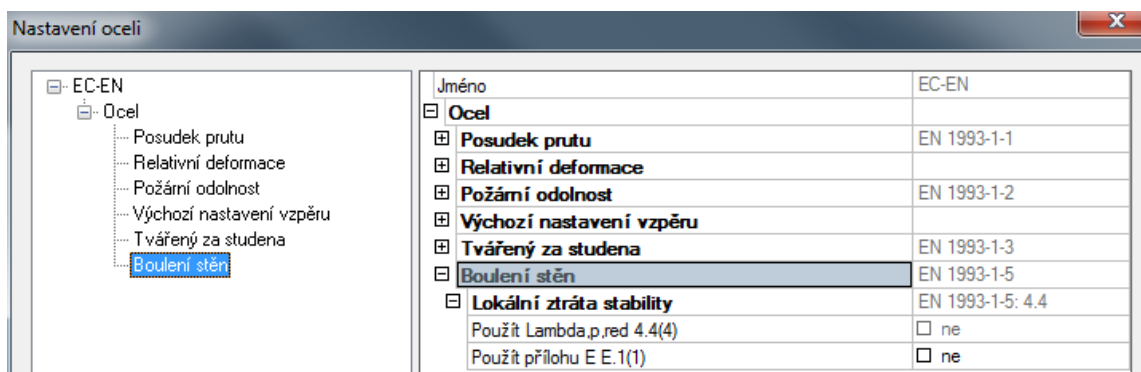 Nastavení oceli
x
EC-EN
Ocel
Posudek prutu
Relativní deformace
Požární odolnost
Výchozí nastavení vzpěru
Tvářený za studena
Boulení stěn
Jméno EC-EN
Ocel
Posudek prutu EN 1993-1-1
Relativní deformace
Požární odolnost EN 1993-1-2
Výchozí nastavení vzpěru
Tvářený za studena EN 1993-1-3
Boulení stěn EN 1993-1-5
Lokální ztráta stability EN 1993-1-5: 4.4
Použít Lambda,p,red 4.4(4) ne
Použít přílohu E E.1(1) ne